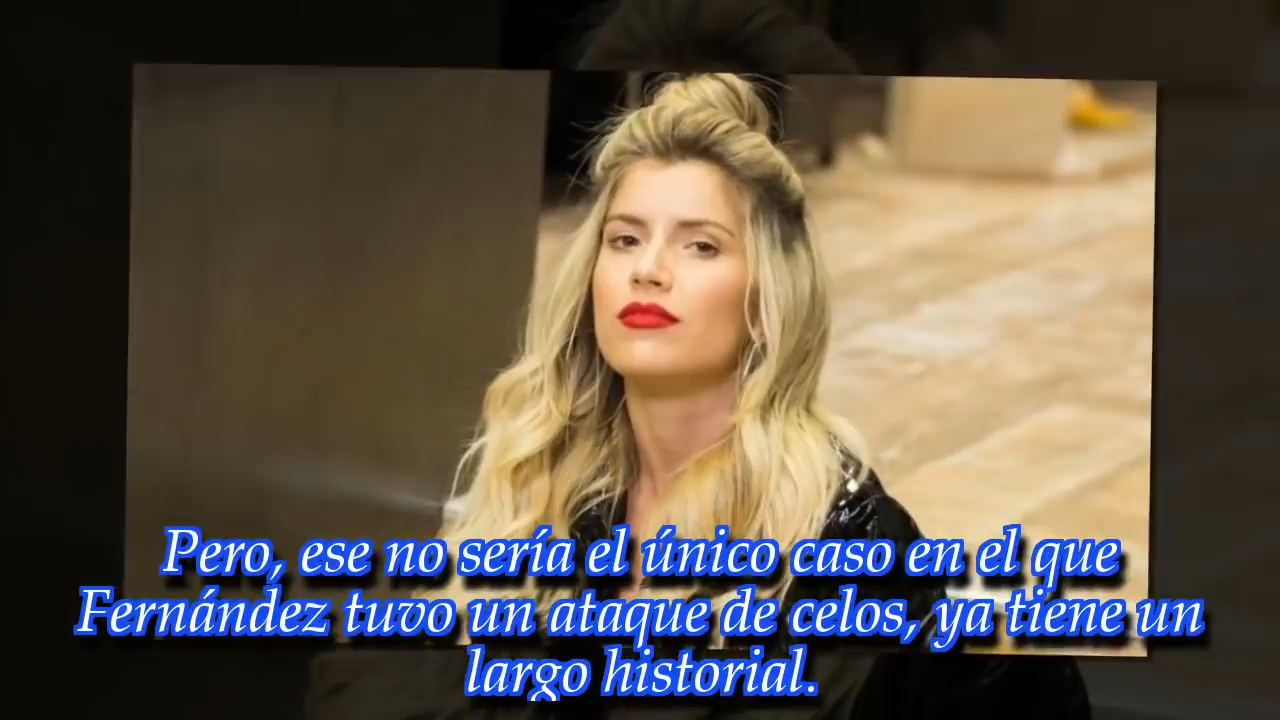 Pero, ese no sería el único caso en el que
Fernández tuvo un ataque de celos, ya tiene un
largo historial.